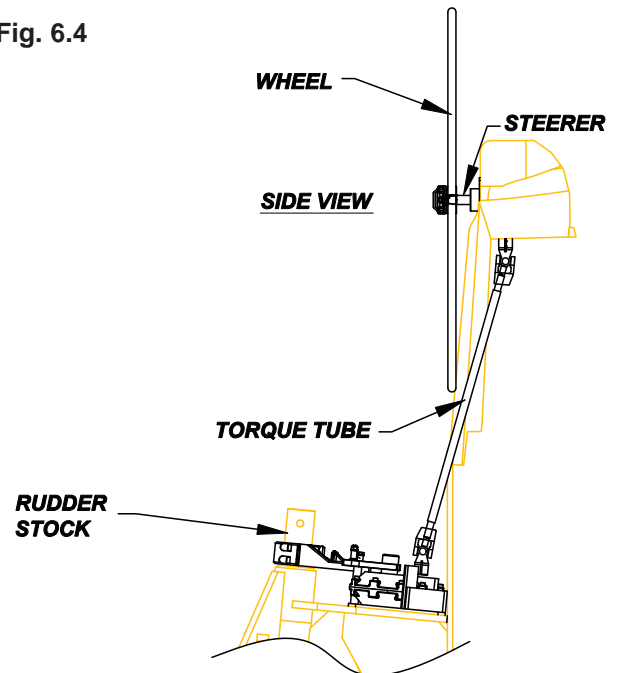 Fig. 6.4
WHEEL
STEERER
SIDE VIEW
TORQUE TUBE
RUDDER
STOCK